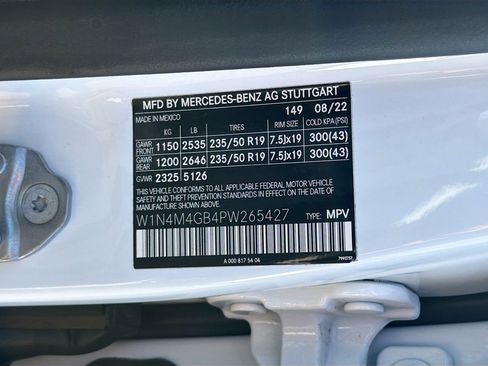 MFD BY MERCEDES-BENZ AG STUTTGART
MADE IN MEXICO 149 08/22
KG LB TIRES RIM SIZE COLD KPA(PSI)
GAWR FRONT 1150 2535 235/50 R19 7.5Jx19 300(43)
GAWR REAR 1200 2646 235/50 R19 7.5Jx19 300(43)
GVWR 2325 5126
THIS VEHICLE CONFORMS TO ALL APPLICABLE FEDERAL MOTOR VEHICLE
SAFETY AND THEFT PREVENTION STANDARDS IN EFFECT ON THE DATE
OF MANUFACTURE SHOWN ABOVE.
W1N4M4GB4PW265427 TYPE: MPV
A 000 817 56 04